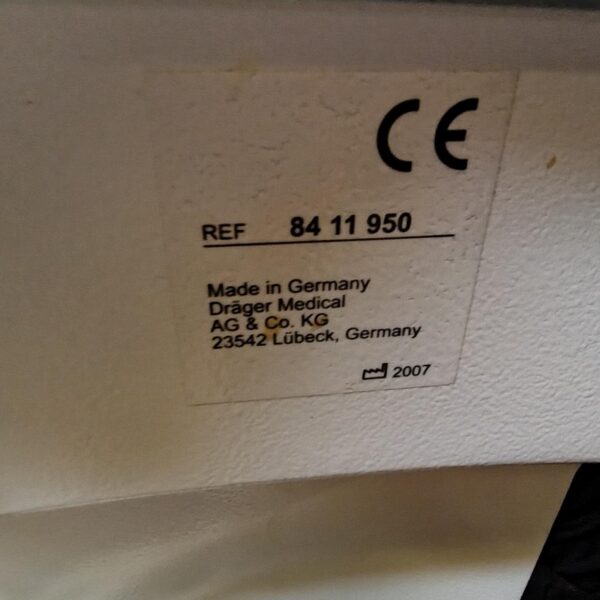 CE
REF 84 11 950
Made in Germany
Dräger Medical
AG & Co. KG
23542 Lübeck, Germany
2007